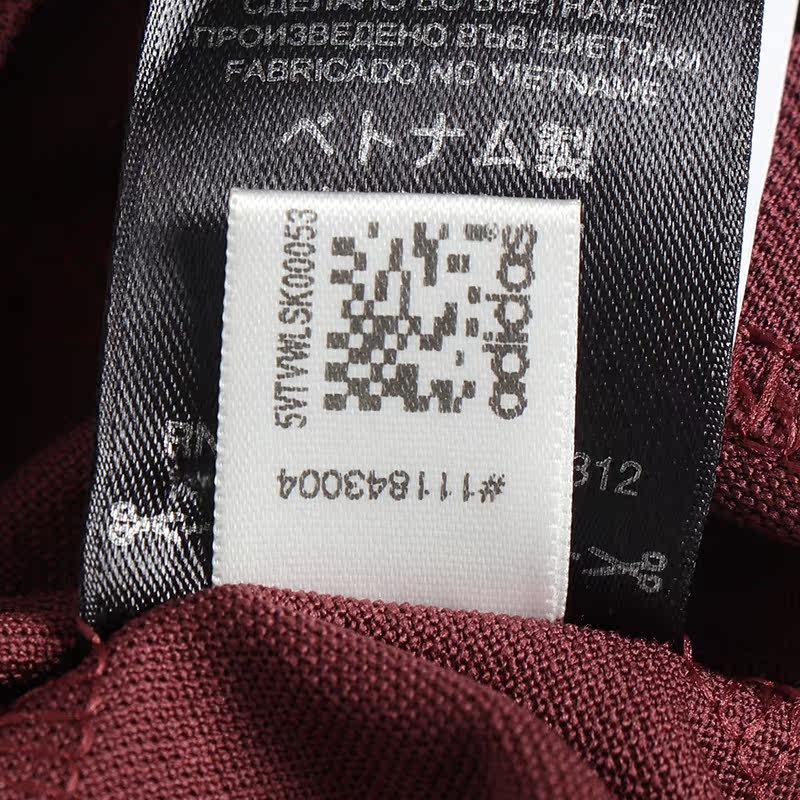 СДЕЛАНО ВО ВЬЕТНАМЕ
ПРОИЗВЕДЕНО ВЪВ ВИЕТНАМ
FABRICADO NO VIETNAME
ベトナム製
5VTVWLSK00053
adidas
#111843004
312